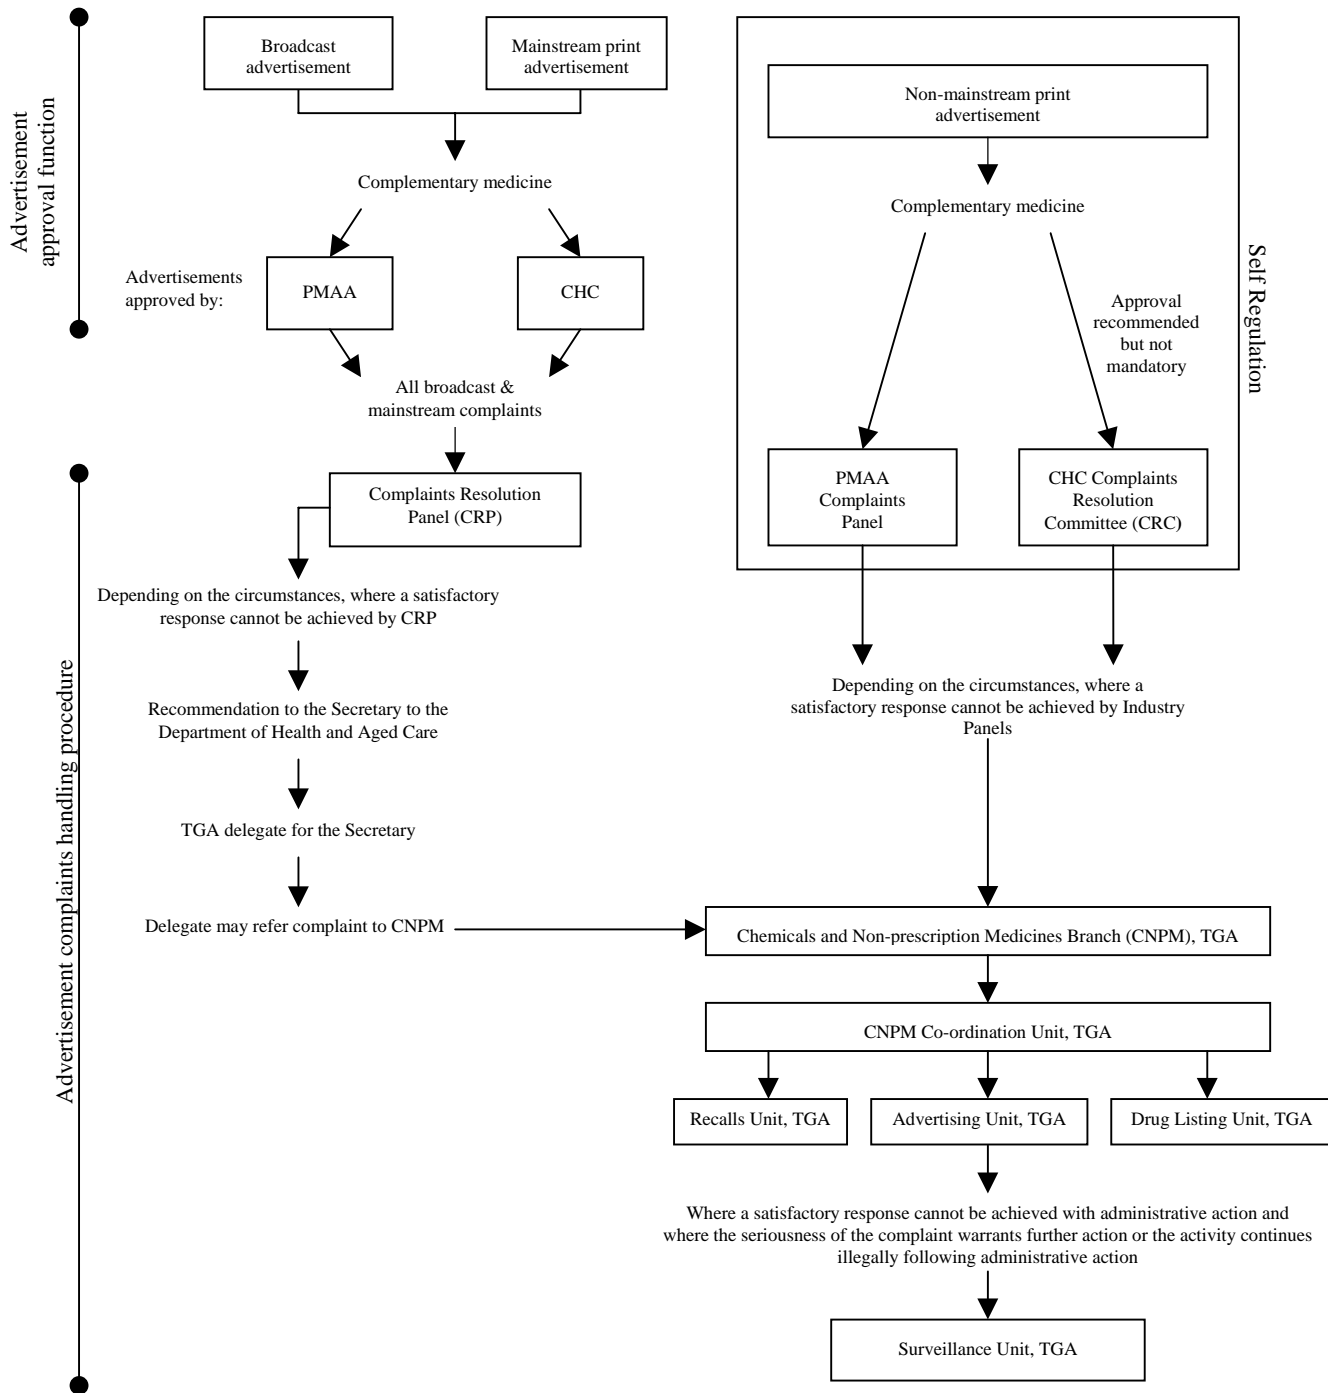 Advertisement
approval function
Broadcast
advertisement
Mainstream print
advertisement
Complementary medicine
Advertisements
approved by:
PMAA
CHC
All broadcast &
mainstream complaints
Self Regulation
Non-mainstream print
advertisement
Complementary medicine
Approval
recommended
but not
mandatory
PMAA
Complaints
Panel
CHC Complaints
Resolution
Committee (CRC)
Advertisement complaints handling procedure
Complaints Resolution
Panel (CRP)
Depending on the circumstances, where a satisfactory
response cannot be achieved by CRP
Recommendation to the Secretary to the
Department of Health and Aged Care
TGA delegate for the Secretary
Delegate may refer complaint to CNPM
Depending on the circumstances, where a
satisfactory response cannot be achieved by Industry
Panels
Chemicals and Non-prescription Medicines Branch (CNPM), TGA
CNPM Co-ordination Unit, TGA
Recalls Unit, TGA
Advertising Unit, TGA
Drug Listing Unit, TGA
Where a satisfactory response cannot be achieved with administrative action and
where the seriousness of the complaint warrants further action or the activity continues
illegally following administrative action
Surveillance Unit, TGA